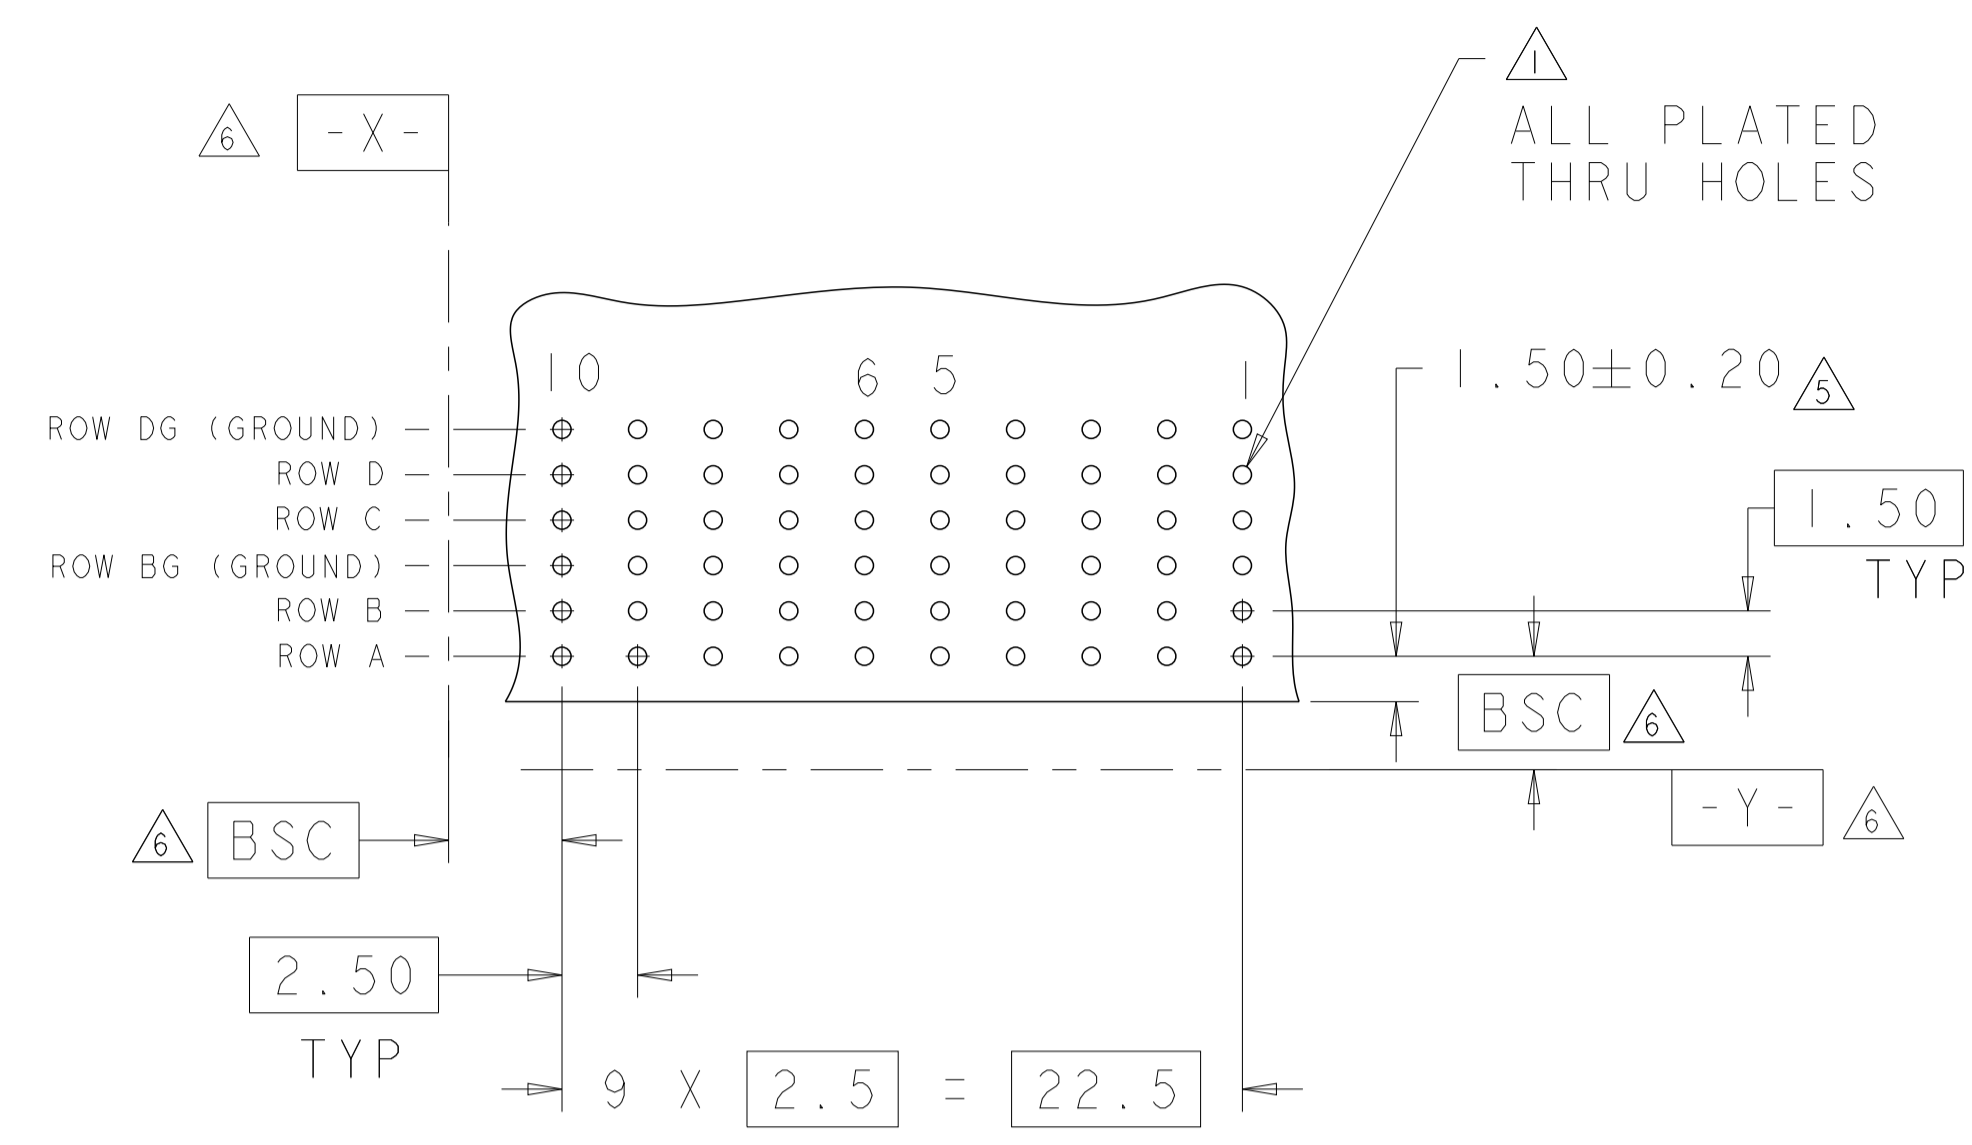 1
ALL PLATED
THRU HOLES
6 -X-
10 6 5 1
1.50±0.20 5
ROW DG (GROUND)
ROW D
ROW C
ROW BG (GROUND)
ROW B
ROW A
1.50
TYP
BSC 6
-Y- 6
6 BSC
2.50
TYP
9 X 2.5 = 22.5